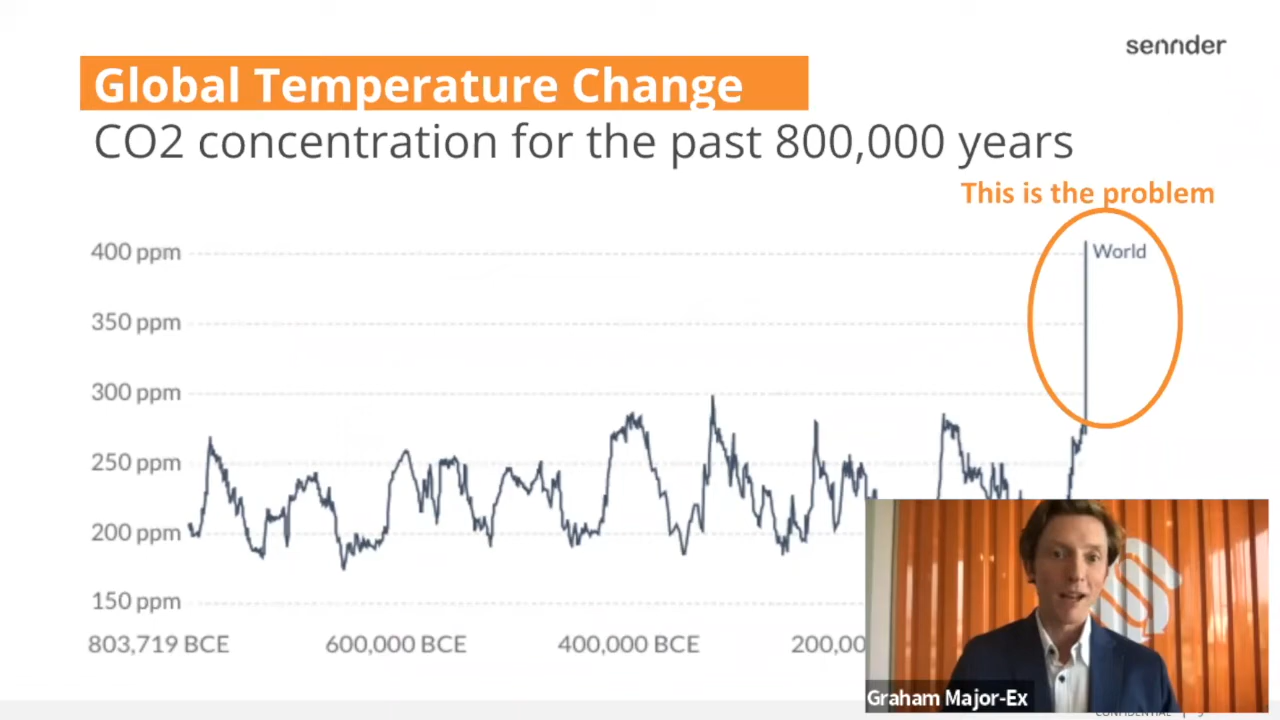 sennder
Global Temperature Change
CO2 concentration for the past 800,000 years
This is the problem
400 ppm
World
350 ppm
300 ppm
250 ppm
200 ppm
150 ppm
803,719 BCE
600,000 BCE
400,000 BCE
200,00
Graham Major-Ex